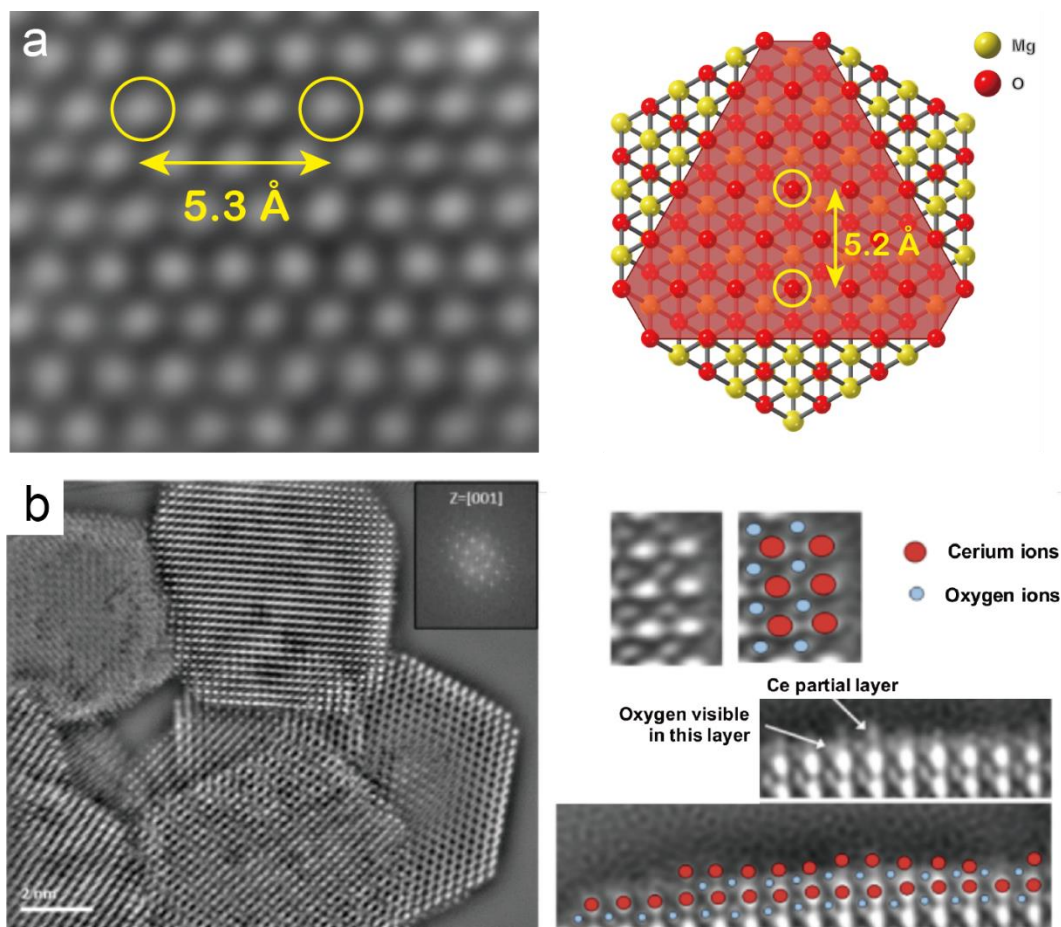 a
5.3 Å
Mg
O
5.2 Å
b
Z=[001]
2 nm
Cerium ions
Oxygen ions
Ce partial layer
Oxygen visible
in this layer